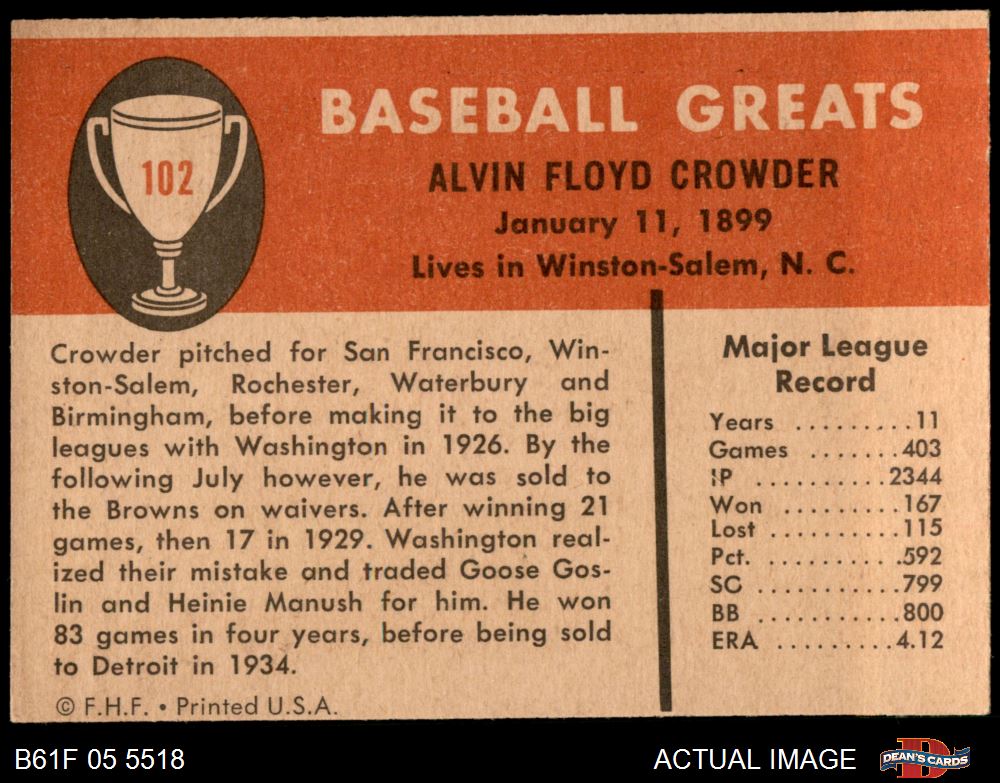 102
BASEBALL GREATS
ALVIN FLOYD CROWDER
January 11, 1899
Lives in Winston-Salem, N. C.
Crowder pitched for San Francisco, Win-
ston-Salem, Rochester, Waterbury and
Birmingham, before making it to the big
leagues with Washington in 1926. By the
following July however, he was sold to
the Browns on waivers. After winning 21
games, then 17 in 1929. Washington real-
ized their mistake and traded Goose Gos-
lin and Heinie Manush for him. He won
83 games in four years, before being sold
to Detroit in 1934.
© F.H.F. • Printed U.S.A.
Major League
Record
Years .........11
Games .......403
IP ..........2344
Won .........167
Lost ..........115
Pct. ..........592
SO ...........799
BB ...........800
ERA .........4.12
B61F 05 5518
ACTUAL IMAGE
D
DEAN'S CARDS